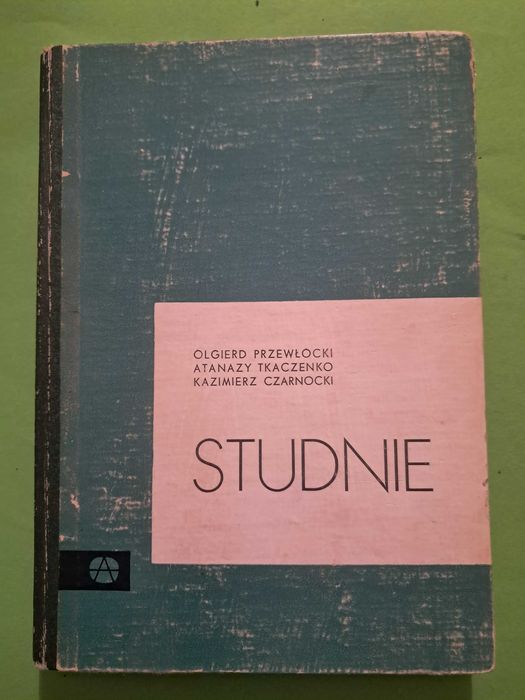 OLGIERD PRZEWŁOCKI
ATANAZY TKACZENKO
KAZIMIERZ CZARNOCKI
STUDNIE